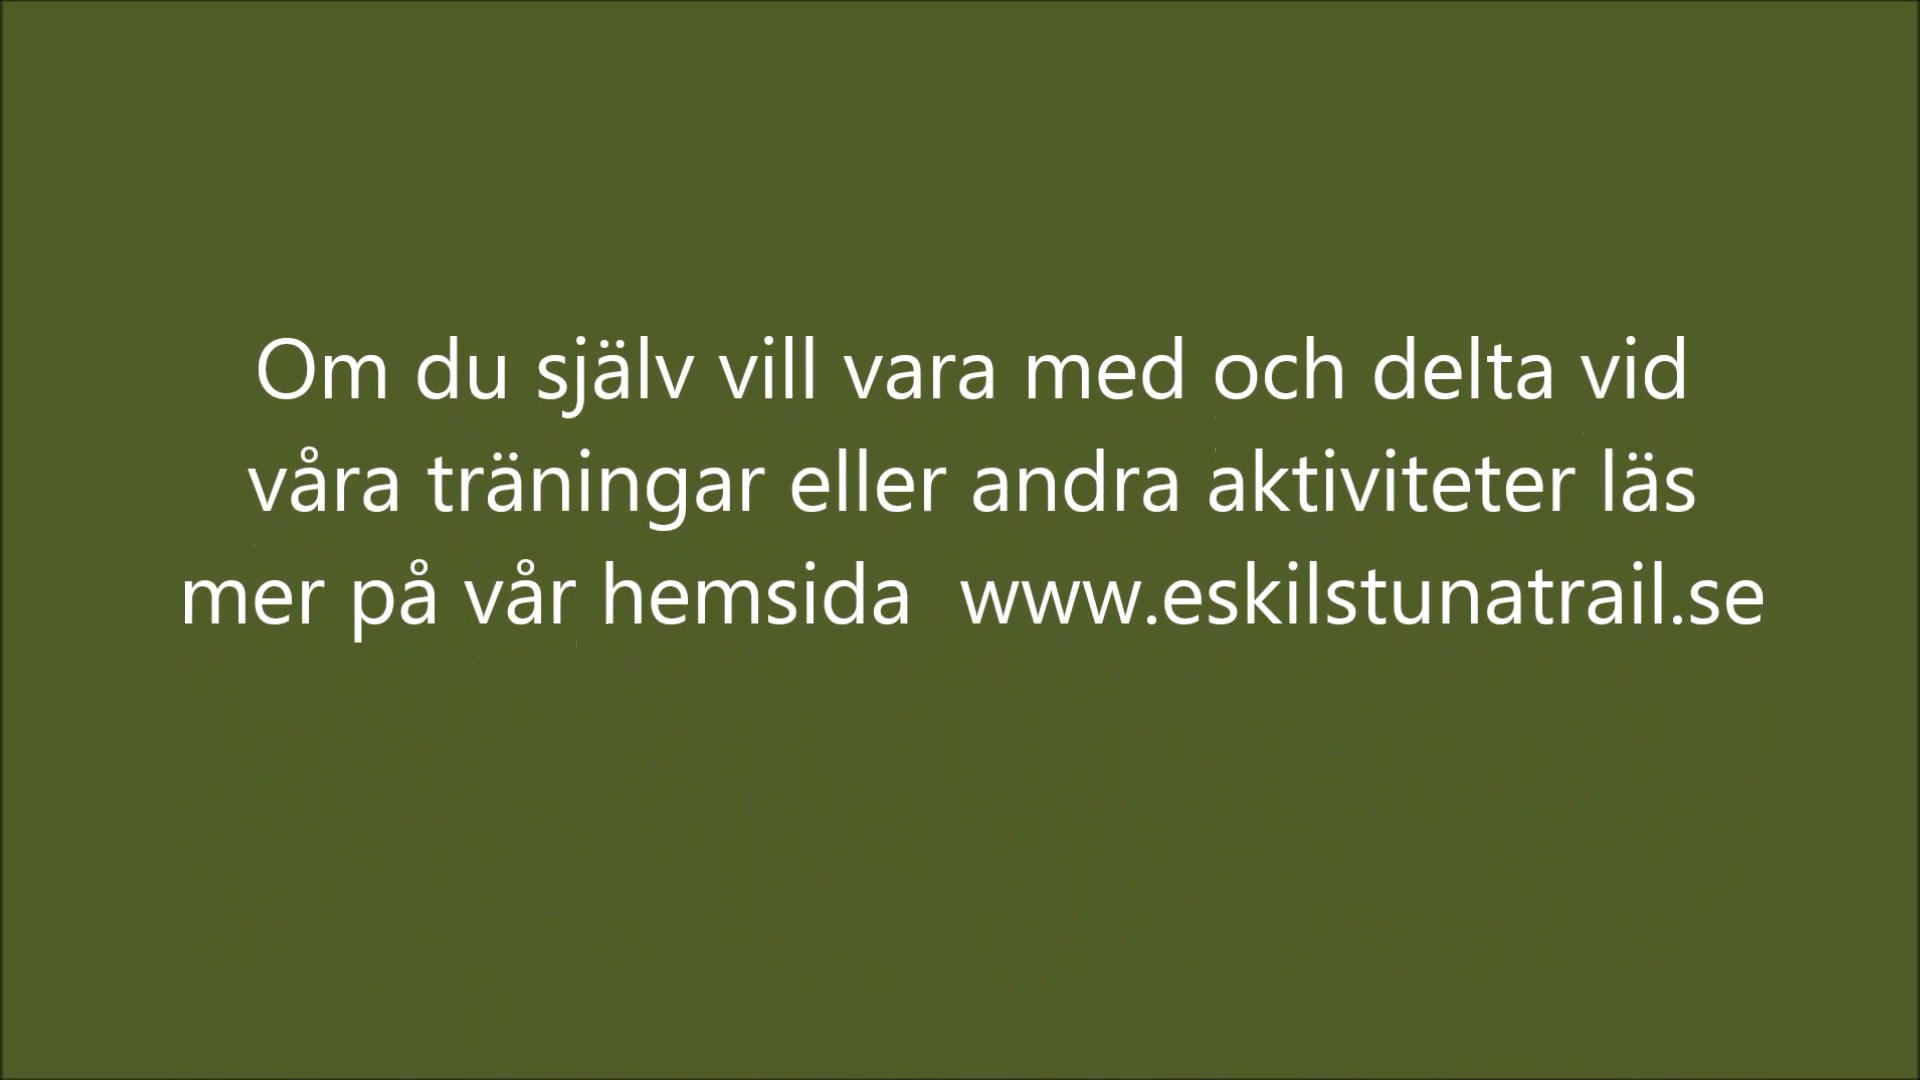 Om du själv vill vara med och delta vid
våra träningar eller andra aktiviteter läs
mer på vår hemsida  www.eskilstunatrail.se